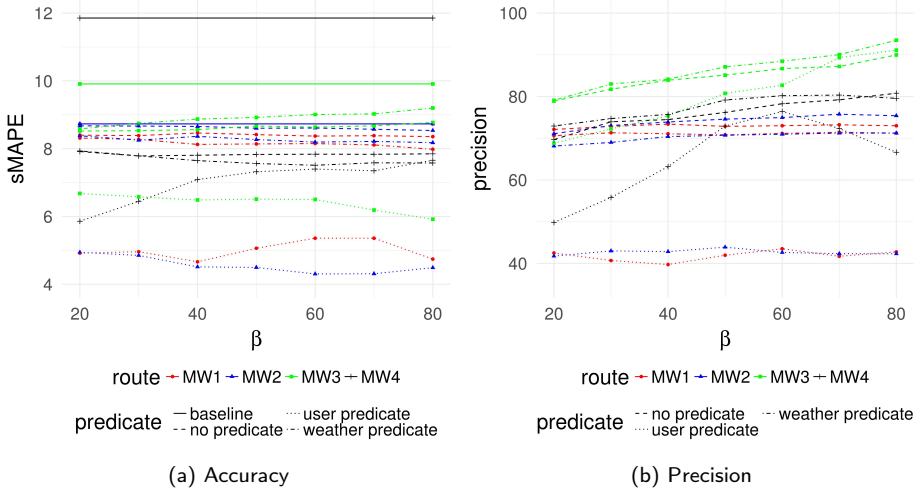 12
10
8
6
4
sMAPE
20 40 60 80
β
route MW1 MW2 MW3 MW4
predicate baseline user predicate
no predicate weather predicate
(a) Accuracy
100
80
60
40
precision
20 40 60 80
β
route MW1 MW2 MW3 MW4
predicate no predicate weather predicate
user predicate
(b) Precision